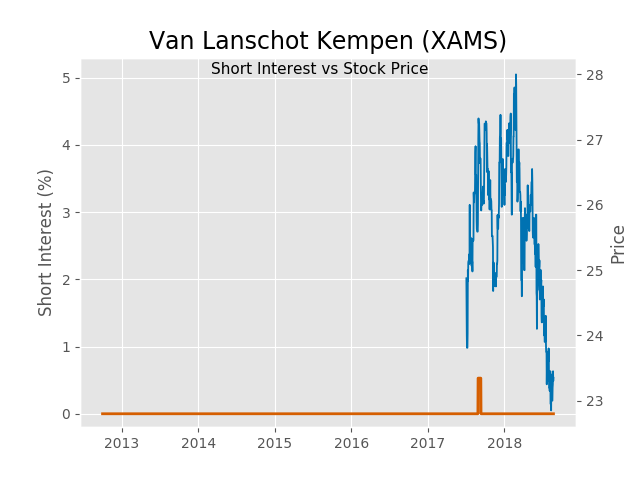 Van Lanschot Kempen (XAMS)
Short Interest vs Stock Price
Short Interest (%)
5
4
3
2
1
0
28
27
26
25
24
23
Price
2013 2014 2015 2016 2017 2018